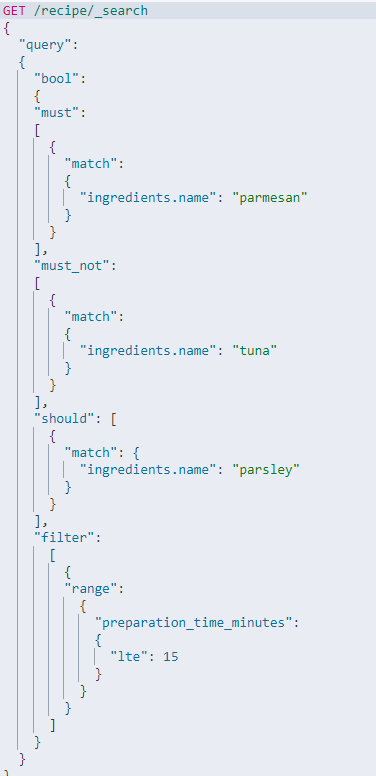 GET /recipe/_search
{
"query":
{
"bool":
{
"must":
[
{
"match":
{
"ingredients.name": "parmesan"
}
}
],
"must_not":
[
{
"match":
{
"ingredients.name": "tuna"
}
}
],
"should": [
{
"match": {
"ingredients.name": "parsley"
}
}
],
"filter":
[
{
"range":
{
"preparation_time_minutes":
{
"lte": 15
}
}
}
]
}
}
}